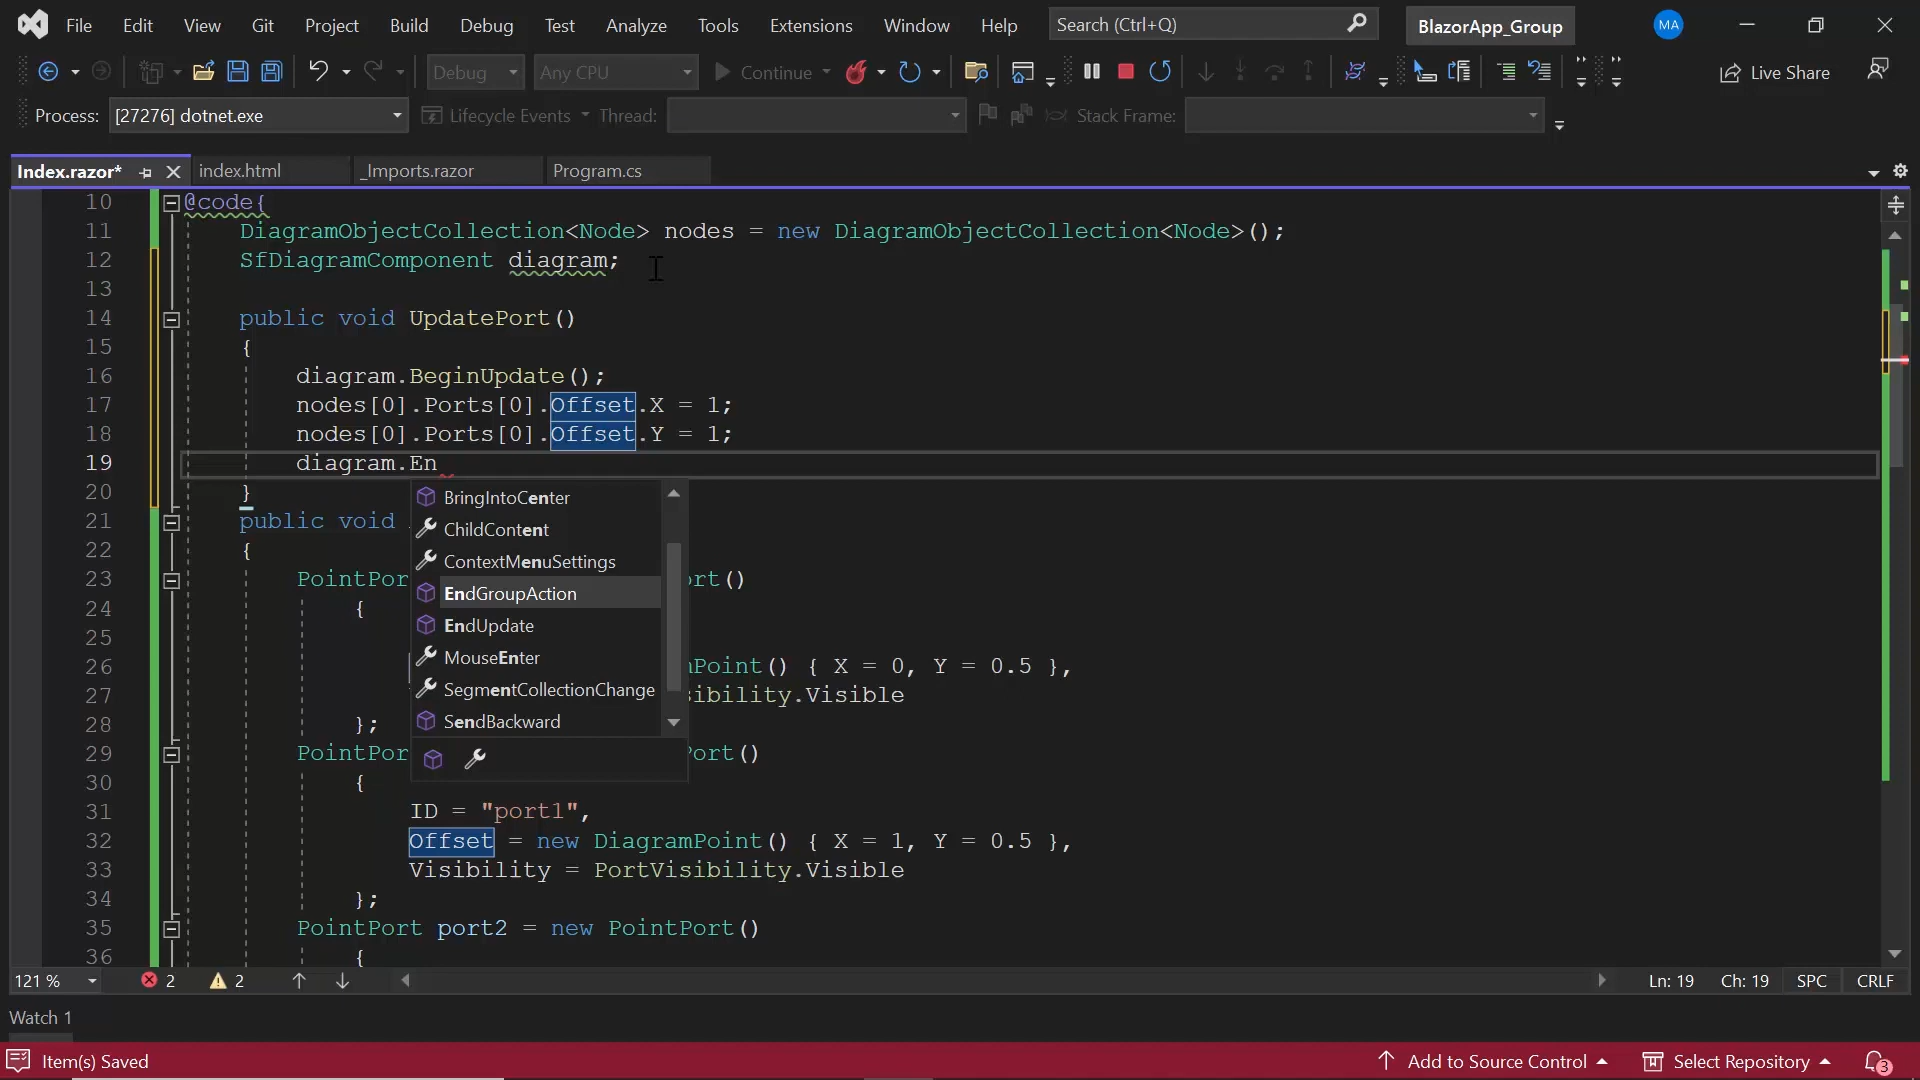 File Edit View Git Project Build Debug Test Analyze Tools Extensions Window Help Search (Ctrl+Q) BlazorApp_Group MA
Debug Any CPU Continue Live Share
Process: [27276] dotnet.exe Lifecycle Events Thread: Stack Frame:
Index.razor* index.html _Imports.razor Program.cs
10 @code{
11 DiagramObjectCollection<Node> nodes = new DiagramObjectCollection<Node>();
12 SfDiagramComponent diagram;
13
14 public void UpdatePort()
15 {
16 diagram.BeginUpdate();
17 nodes[0].Ports[0].Offset.X = 1;
18 nodes[0].Ports[0].Offset.Y = 1;
19 diagram.En
20 }
BringIntoCenter
21 public void
ChildContent
22 {
ContextMenuSettings
23 PointPor rt()
EndGroupAction
24 {
EndUpdate
25
MouseEnter
26 Point() { X = 0, Y = 0.5 },
SegmentCollectionChange
27 ibility.Visible
SendBackward
28 };
29 PointPor ort()
30 {
31 ID = "port1",
32 Offset = new DiagramPoint() { X = 1, Y = 0.5 },
33 Visibility = PortVisibility.Visible
34 };
35 PointPort port2 = new PointPort()
36 {
121 % 2 2 Ln: 19 Ch: 19 SPC CRLF
Watch 1
Item(s) Saved Add to Source Control Select Repository 3